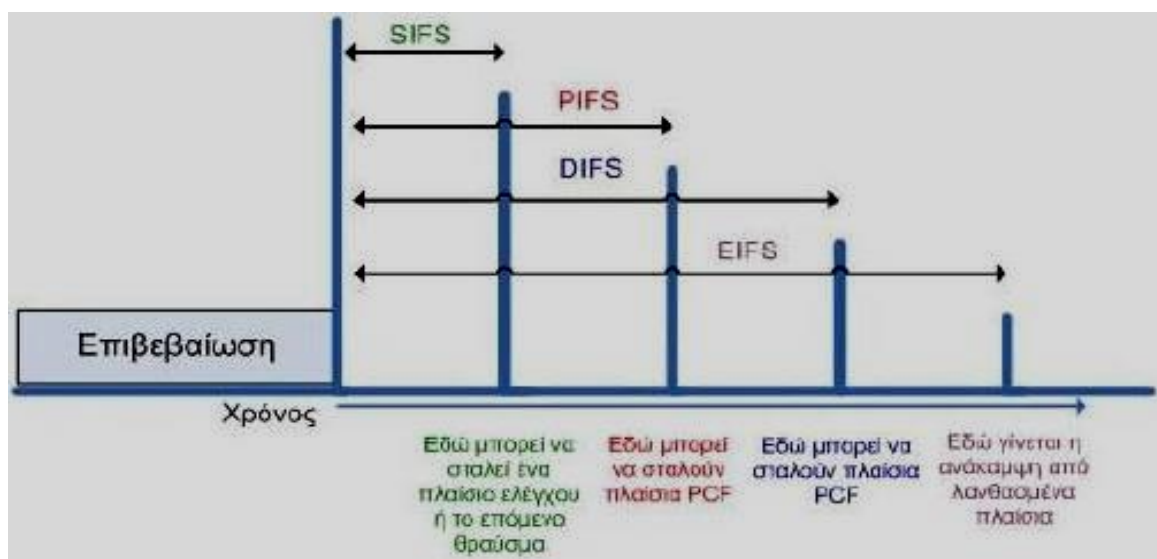 SIFS
PIFS
DIFS
EIFS
Επιβεβαίωση
Χρόνος
Εδώ μπορεί να
σταλεί ένα
πλαίσιο ελέγχου
ή το επόμενο
θραύσμα
Εδώ μπορεί
να σταλούν
πλαίσια PCF
Εδώ μπορεί να
σταλούν πλαίσια
PCF
Εδώ γίνεται η
ανάκαμψη από
λανθασμένα
πλαίσια